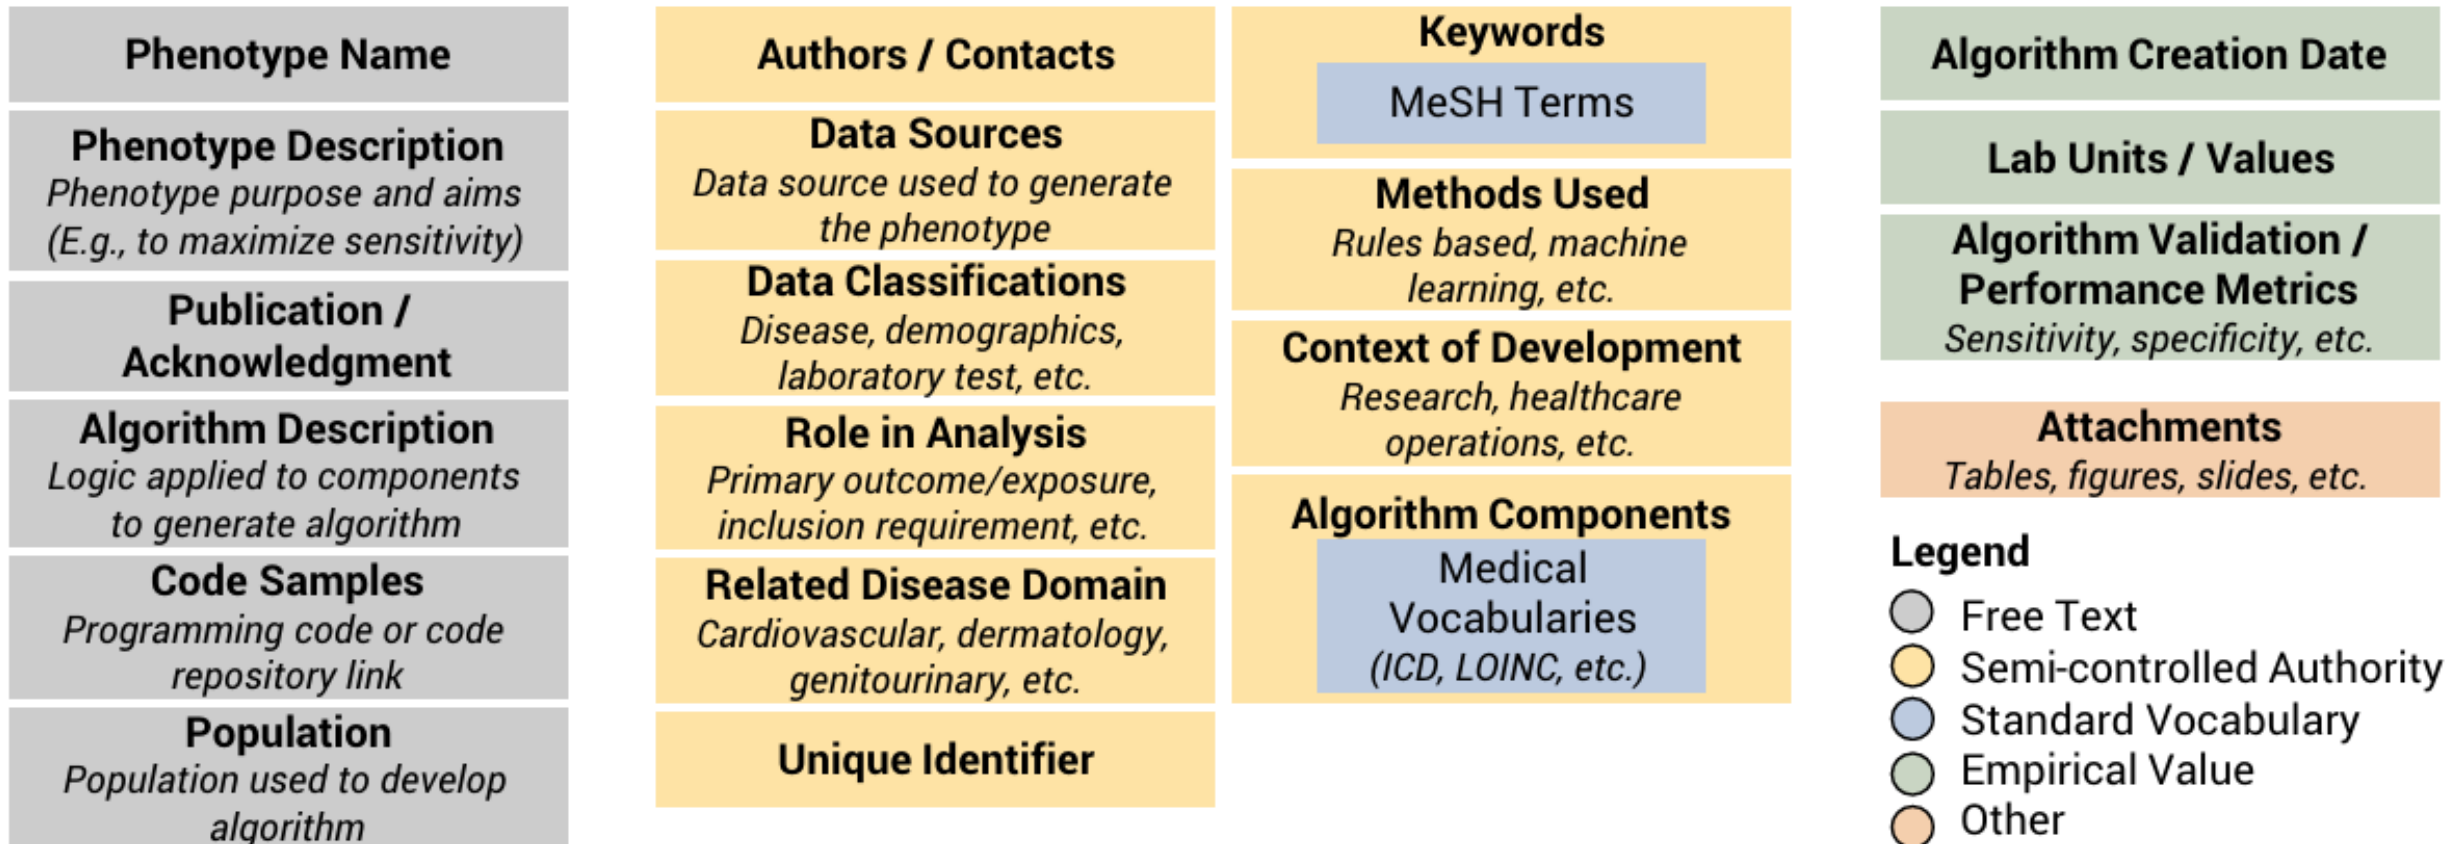 Phenotype Name
Phenotype Description
Phenotype purpose and aims
(E.g., to maximize sensitivity)
Publication /
Acknowledgment
Algorithm Description
Logic applied to components
to generate algorithm
Code Samples
Programming code or code
repository link
Population
Population used to develop
algorithm
Authors / Contacts
Data Sources
Data source used to generate
the phenotype
Data Classifications
Disease, demographics,
laboratory test, etc.
Role in Analysis
Primary outcome/exposure,
inclusion requirement, etc.
Related Disease Domain
Cardiovascular, dermatology,
genitourinary, etc.
Unique Identifier
Keywords
MeSH Terms
Methods Used
Rules based, machine
learning, etc.
Context of Development
Research, healthcare
operations, etc.
Algorithm Components
Medical
Vocabularies
(ICD, LOINC, etc.)
Algorithm Creation Date
Lab Units / Values
Algorithm Validation /
Performance Metrics
Sensitivity, specificity, etc.
Attachments
Tables, figures, slides, etc.
Legend
Free Text
Semi-controlled Authority
Standard Vocabulary
Empirical Value
Other